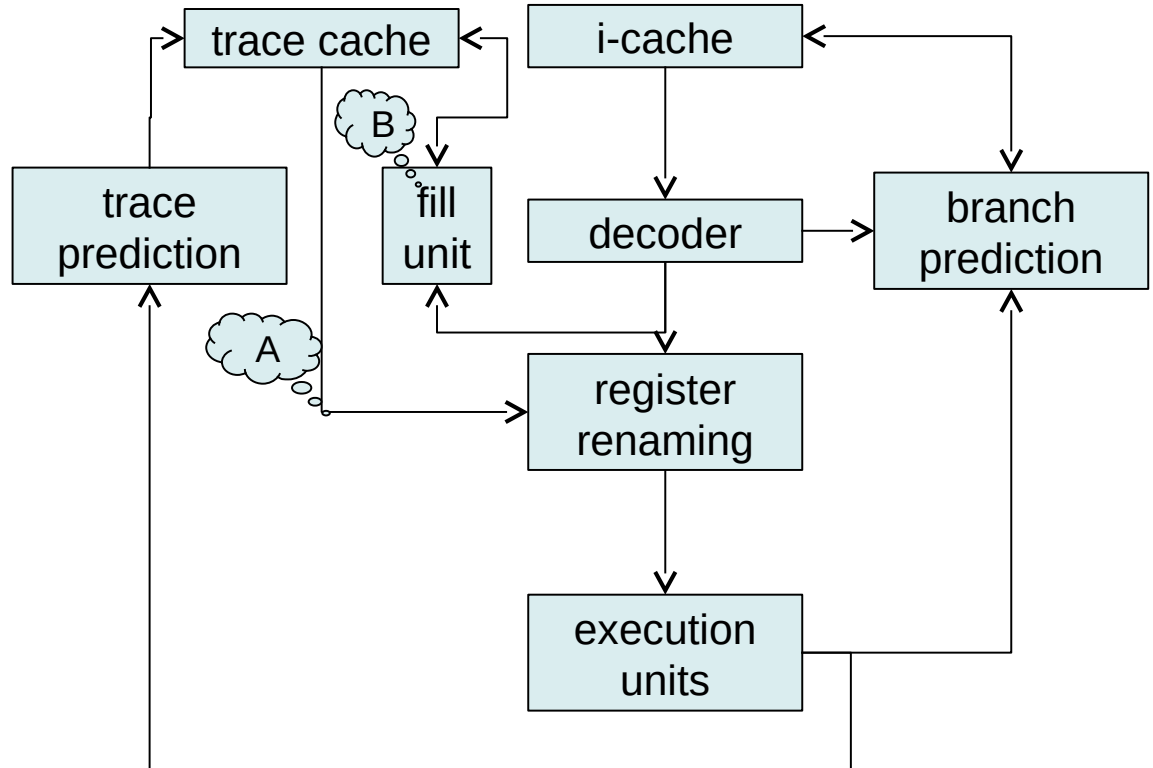 trace cache
i-cache
B
trace
prediction
fill
unit
decoder
branch
prediction
A
register
renaming
execution
units